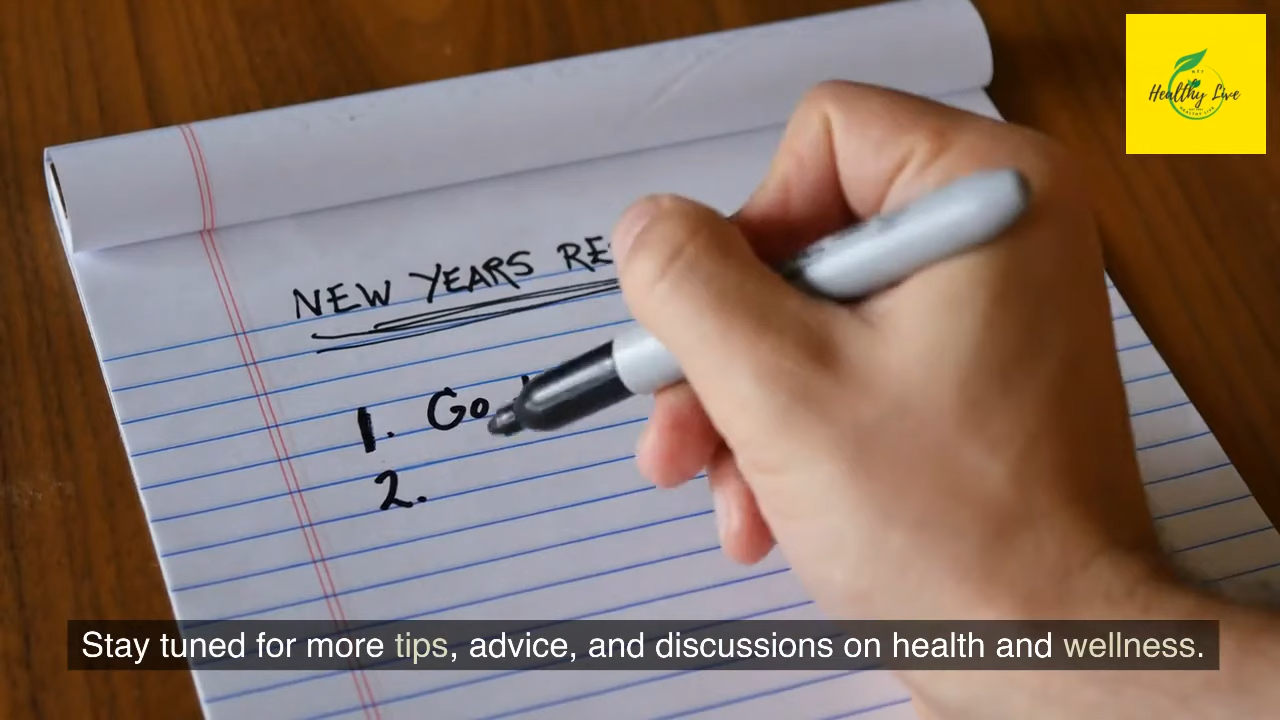 Healthy Live
NEW YEARS
1. Go
2.
Stay tuned for more tips, advice, and discussions on health and wellness.